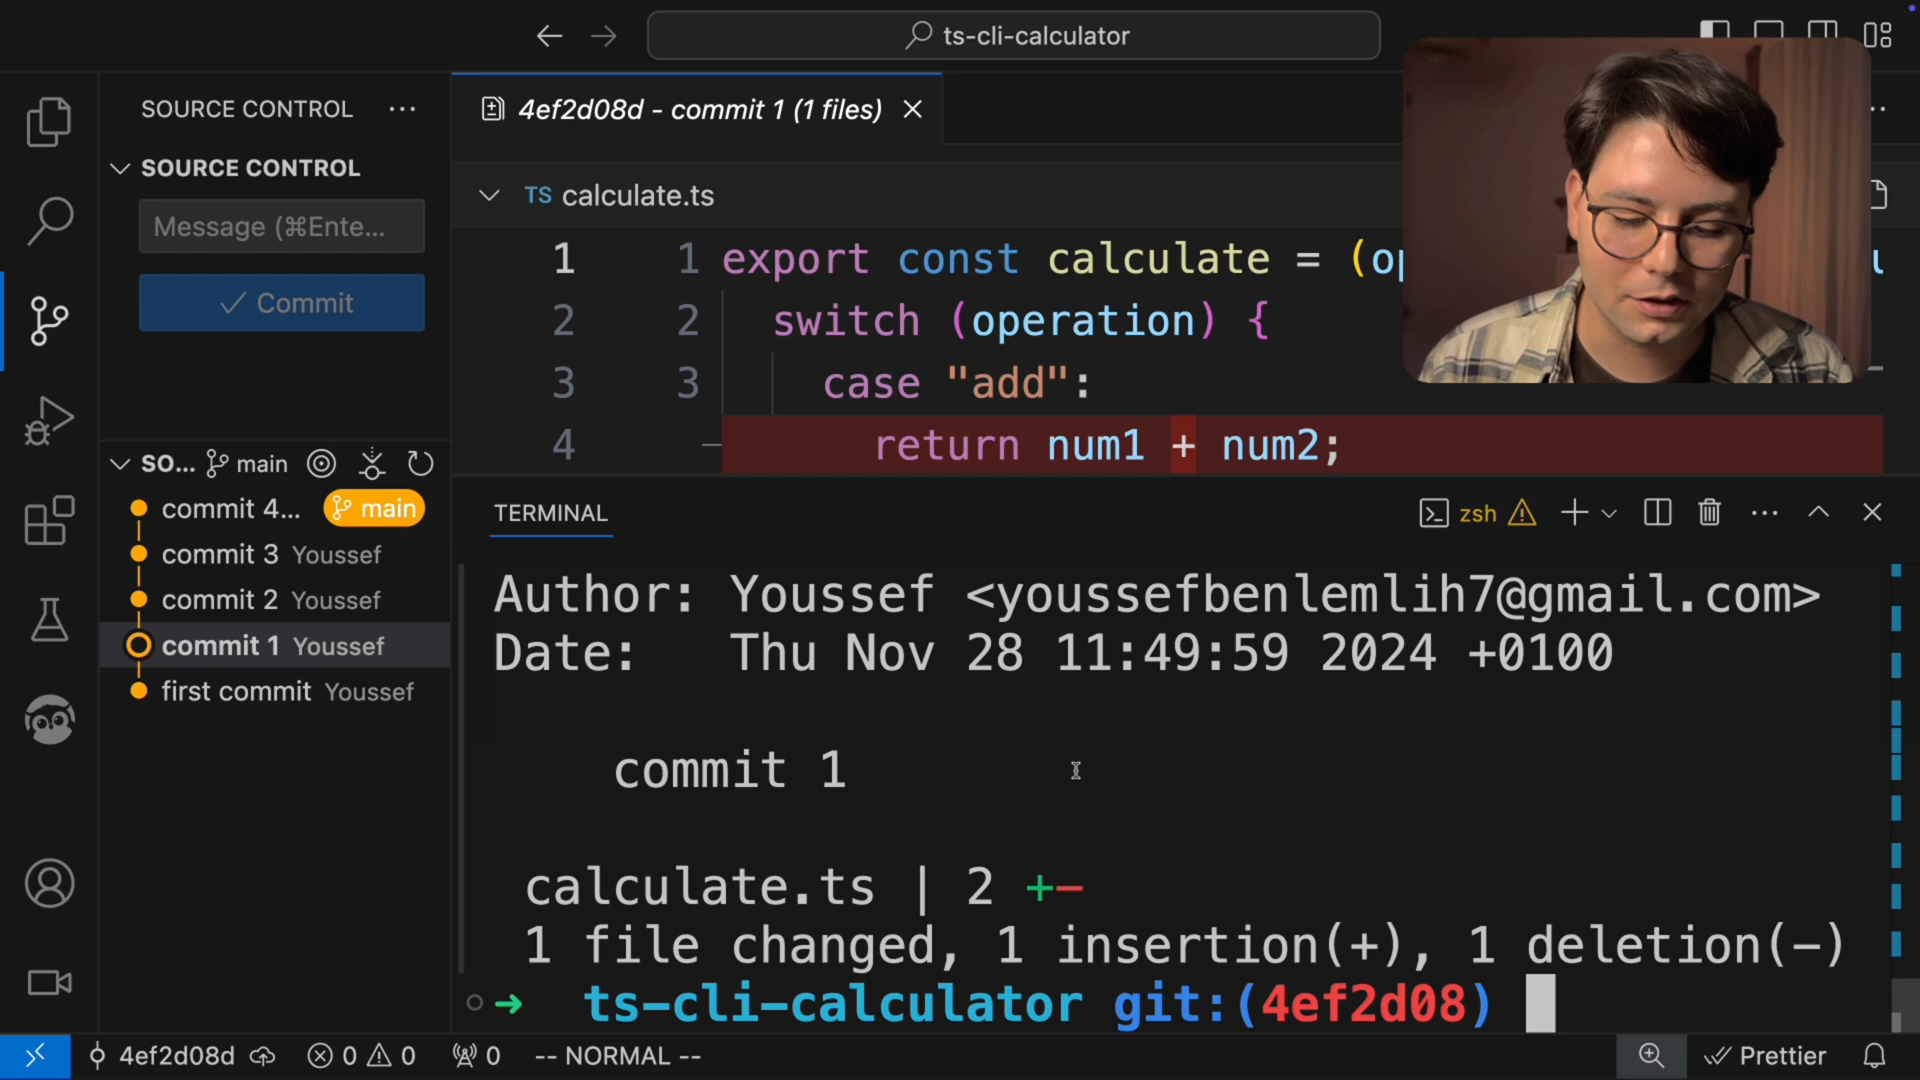 ts-cli-calculator
SOURCE CONTROL
SOURCE CONTROL
Message (⌘Ente...
Commit
SO... main
commit 4... main
commit 3 Youssef
commit 2 Youssef
commit 1 Youssef
first commit Youssef
4ef2d08d - commit 1 (1 files)
TS calculate.ts
1 1 export const calculate = (op
2 2 switch (operation) {
3 3 case "add":
4 — return num1 + num2;
TERMINAL
zsh
Author: Youssef <youssefbenlemlih7@gmail.com>
Date: Thu Nov 28 11:49:59 2024 +0100
commit 1
calculate.ts | 2 +-
1 file changed, 1 insertion(+), 1 deletion(-)
➜ ts-cli-calculator git:(4ef2d08)
4ef2d08d 0 0 0 -- NORMAL -- Prettier